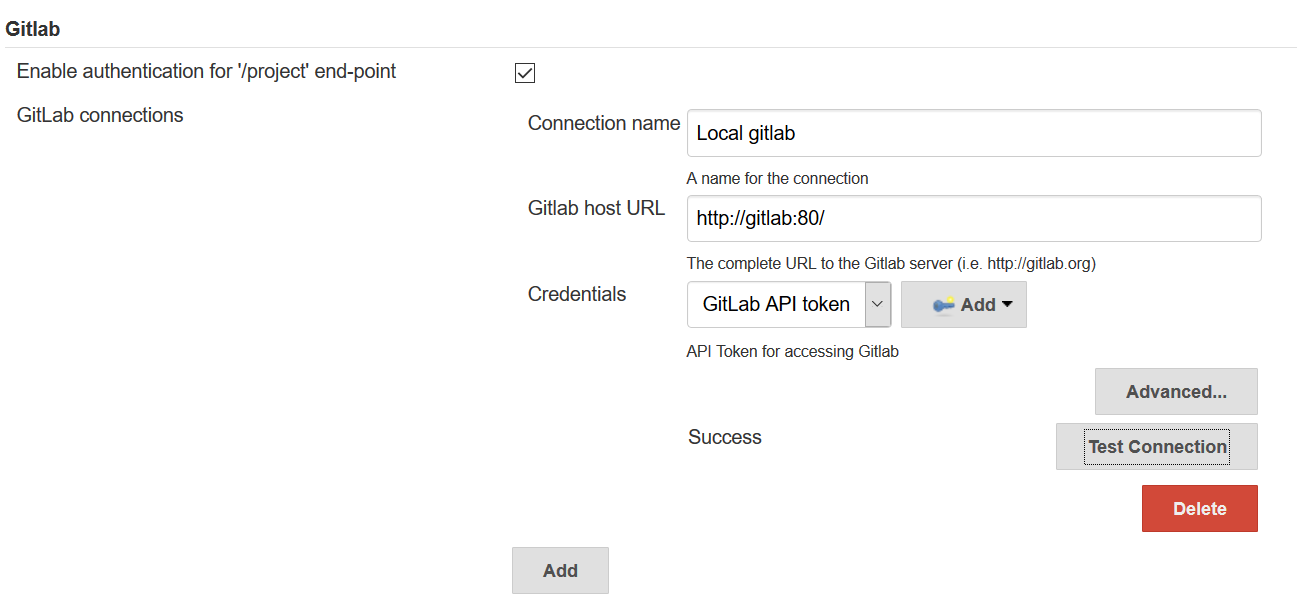 Gitlab
Enable authentication for '/project' end-point
GitLab connections
Connection name
Local gitlab
A name for the connection
Gitlab host URL
http://gitlab:80/
The complete URL to the Gitlab server (i.e. http://gitlab.org)
Credentials
GitLab API token
Add
API Token for accessing Gitlab
Advanced...
Success
Test Connection
Delete
Add